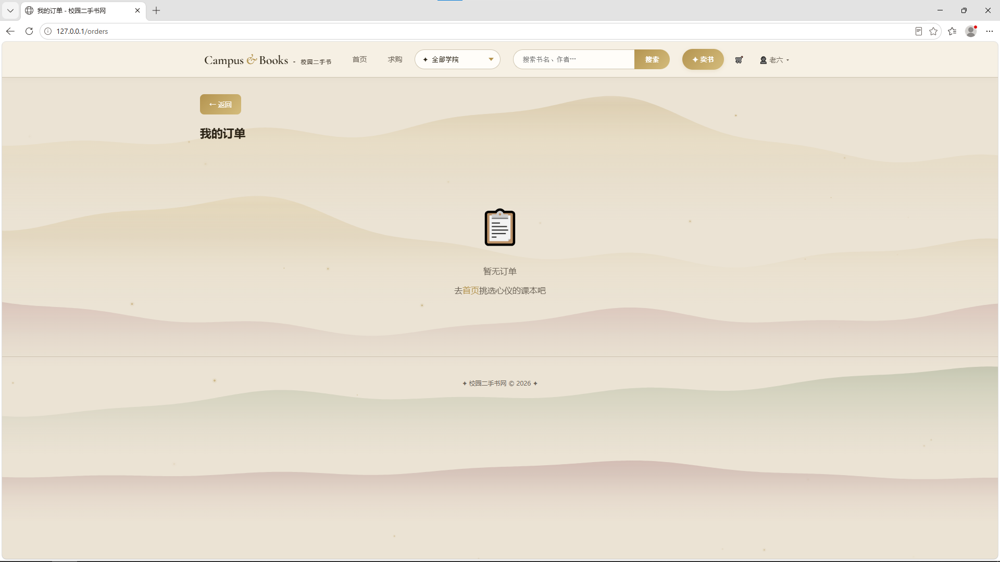 我的订单 - 校园二手书网
127.0.0.1/orders
Campus & Books - 校园二手书
首页
求购
✦ 全部学院
搜索书名、作者…
搜索
✦ 卖书
老六
← 返回
我的订单
暂无订单
去首页挑选心仪的课本吧
✦ 校园二手书网 © 2026 ✦